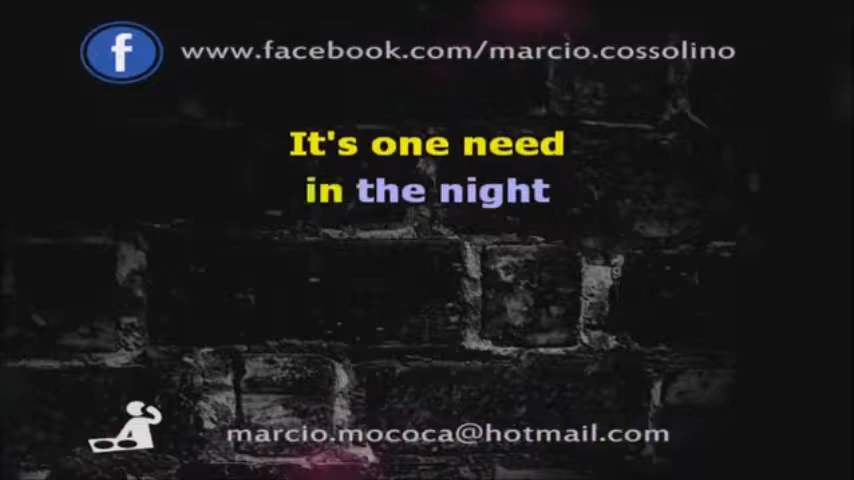 f www.facebook.com/marcio.cossolino
It's one need
in the night
marcio.mococa@hotmail.com